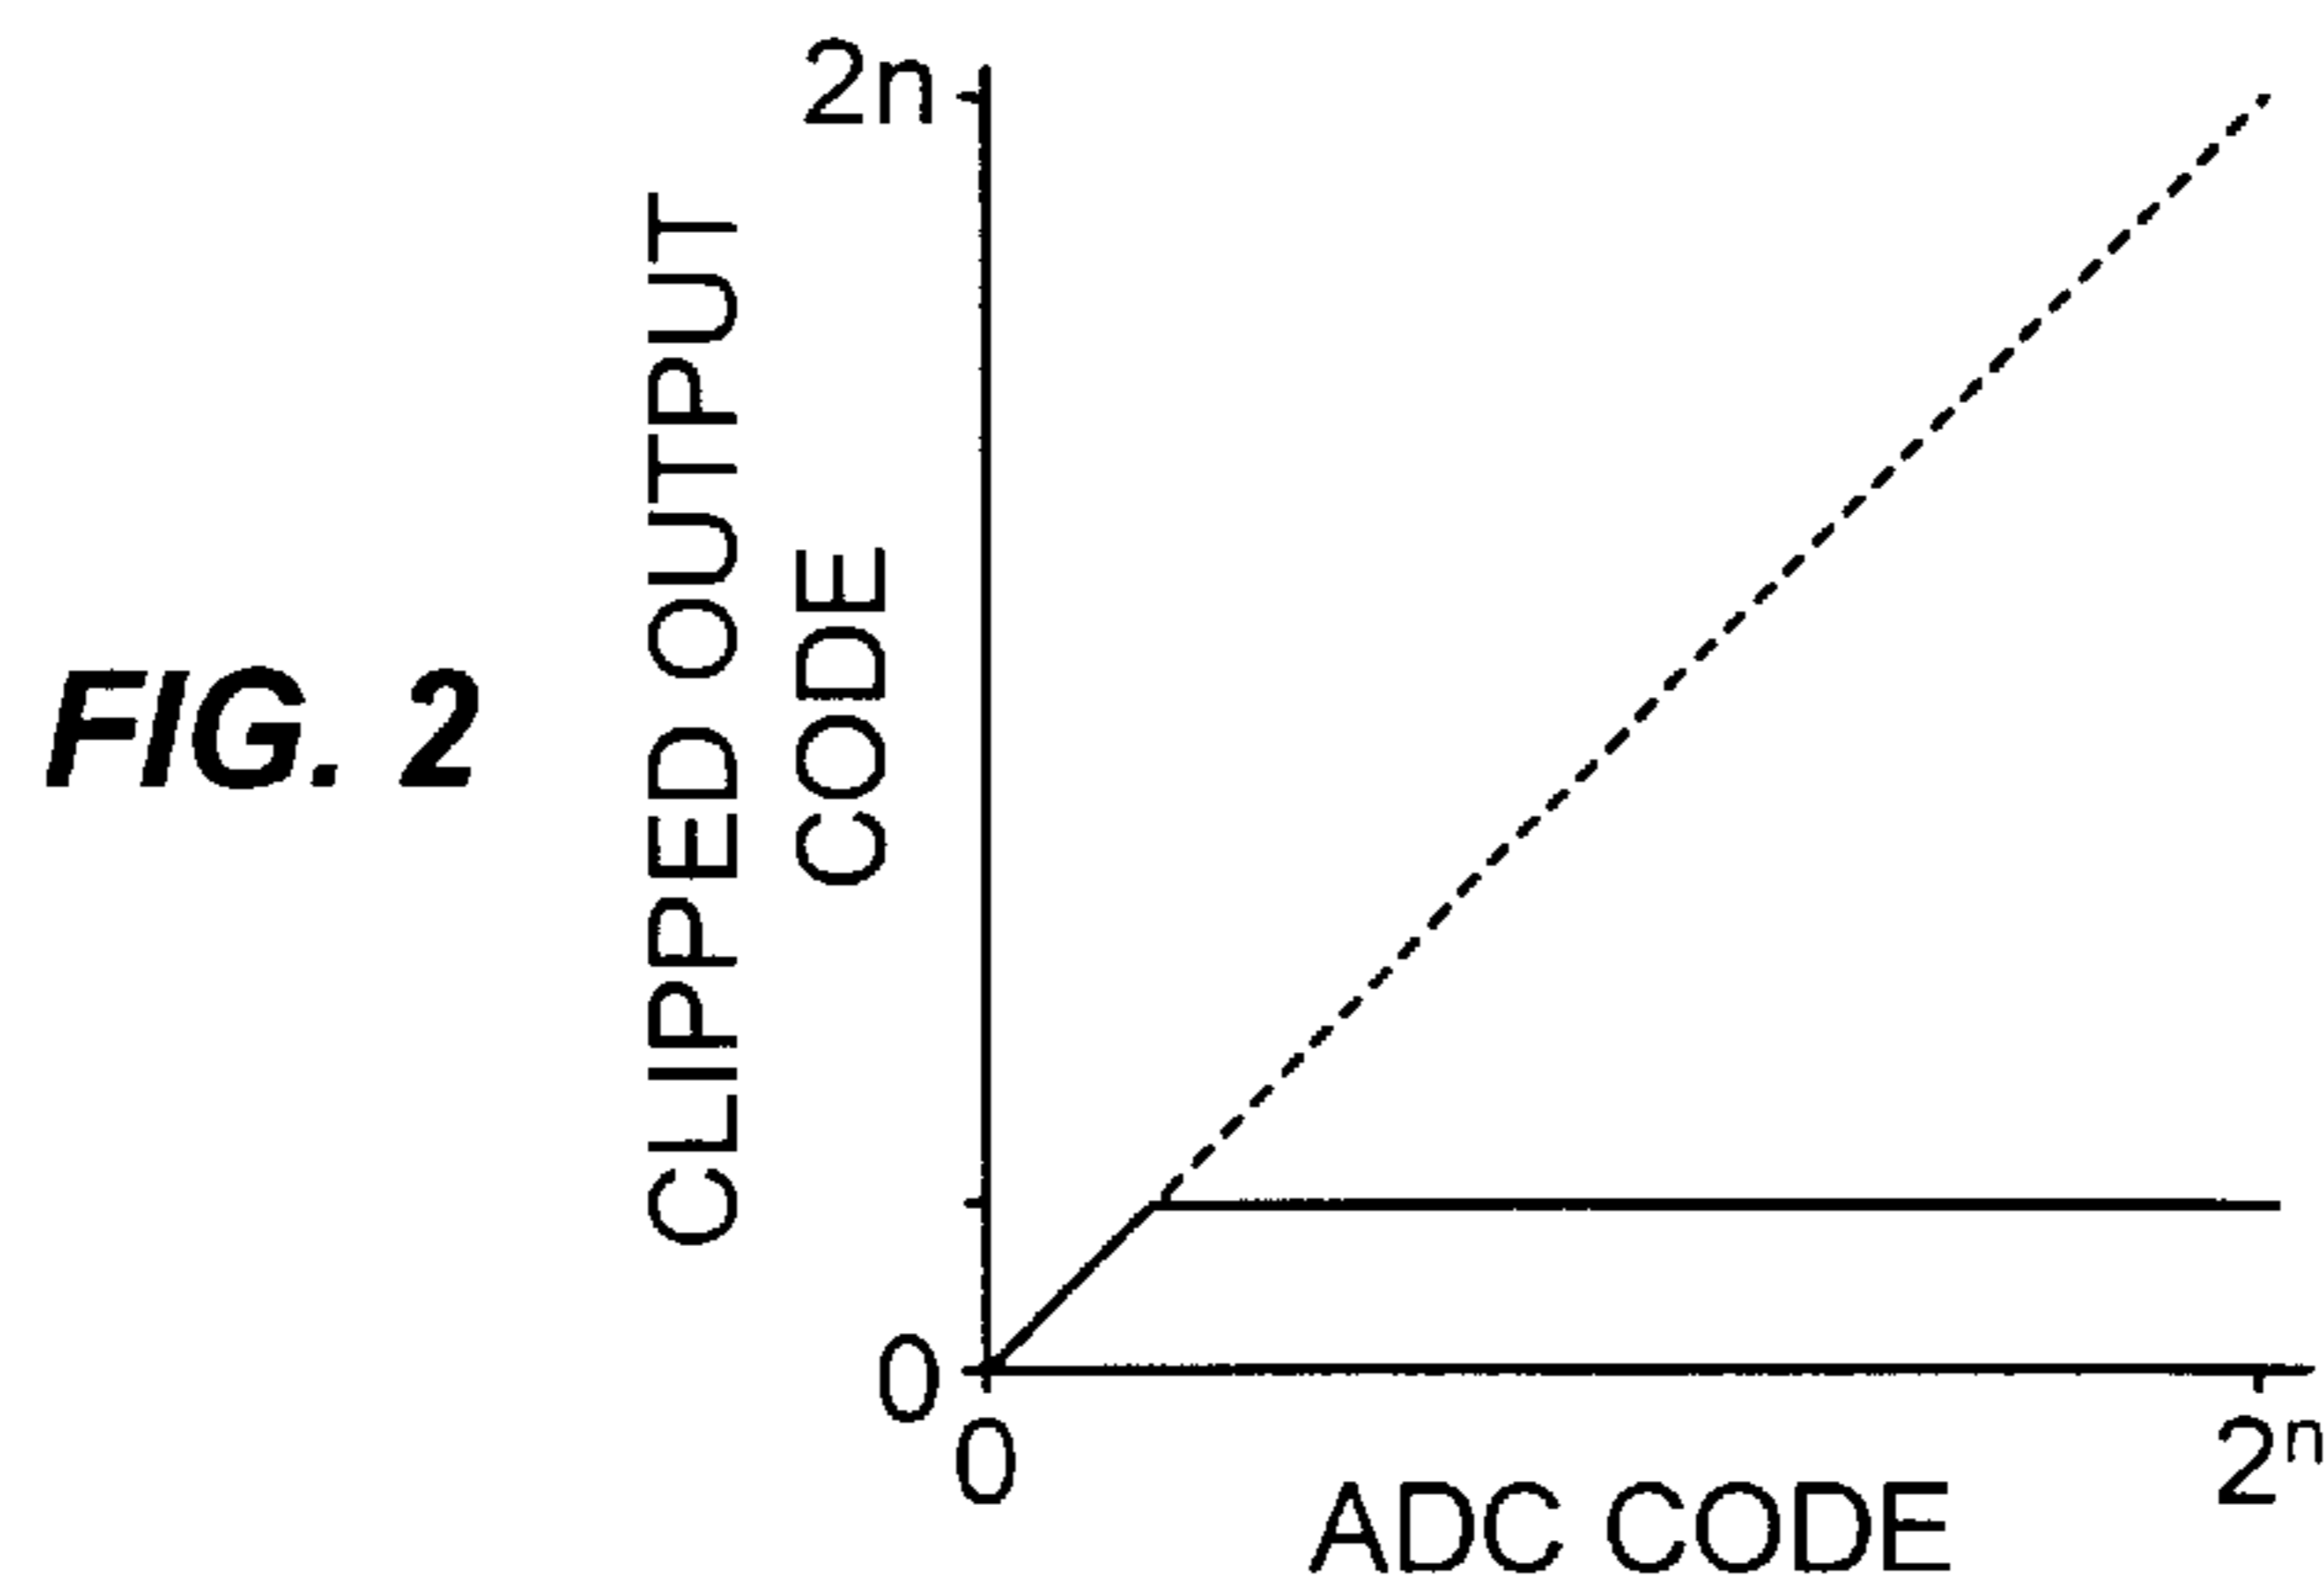 2n
CLIPPED OUTPUT
CODE
FIG. 2
0
0
2ⁿ
ADC CODE